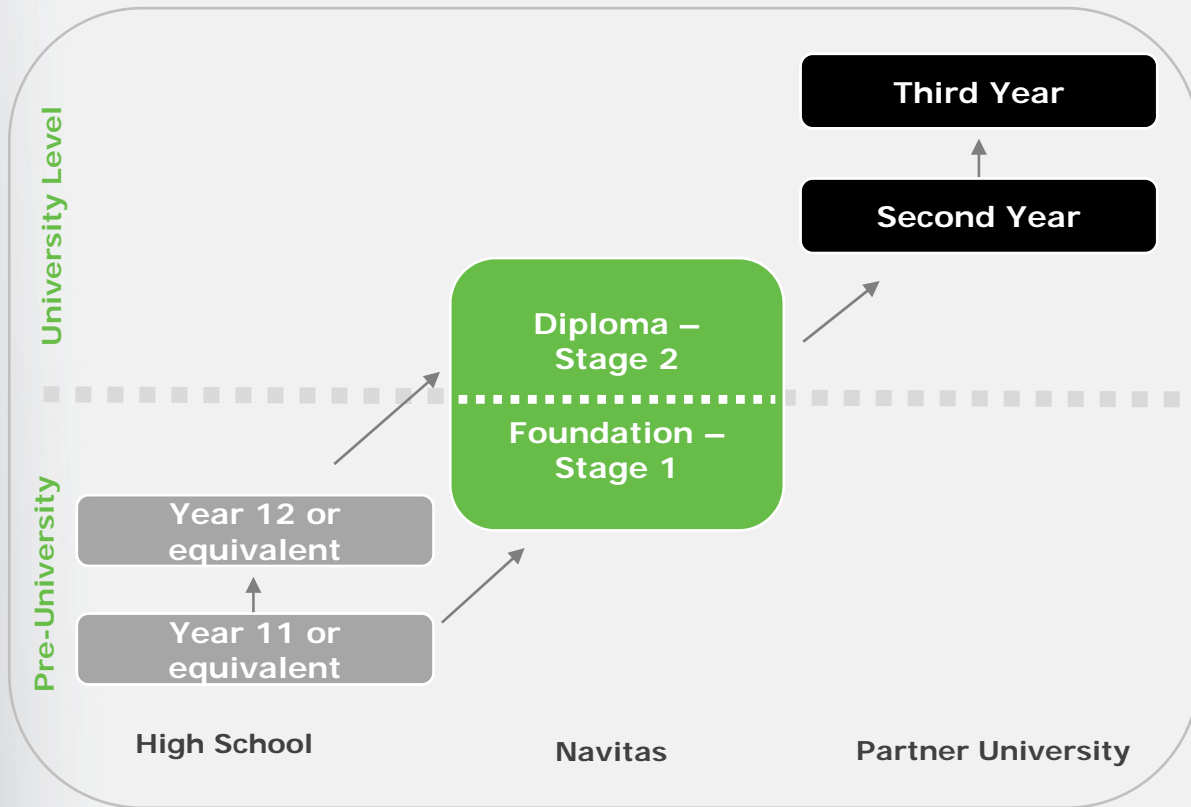 University Level
Pre-University
Third Year
Second Year
Diploma –
Stage 2
Foundation –
Stage 1
Year 12 or
equivalent
Year 11 or
equivalent
High School
Navitas
Partner University